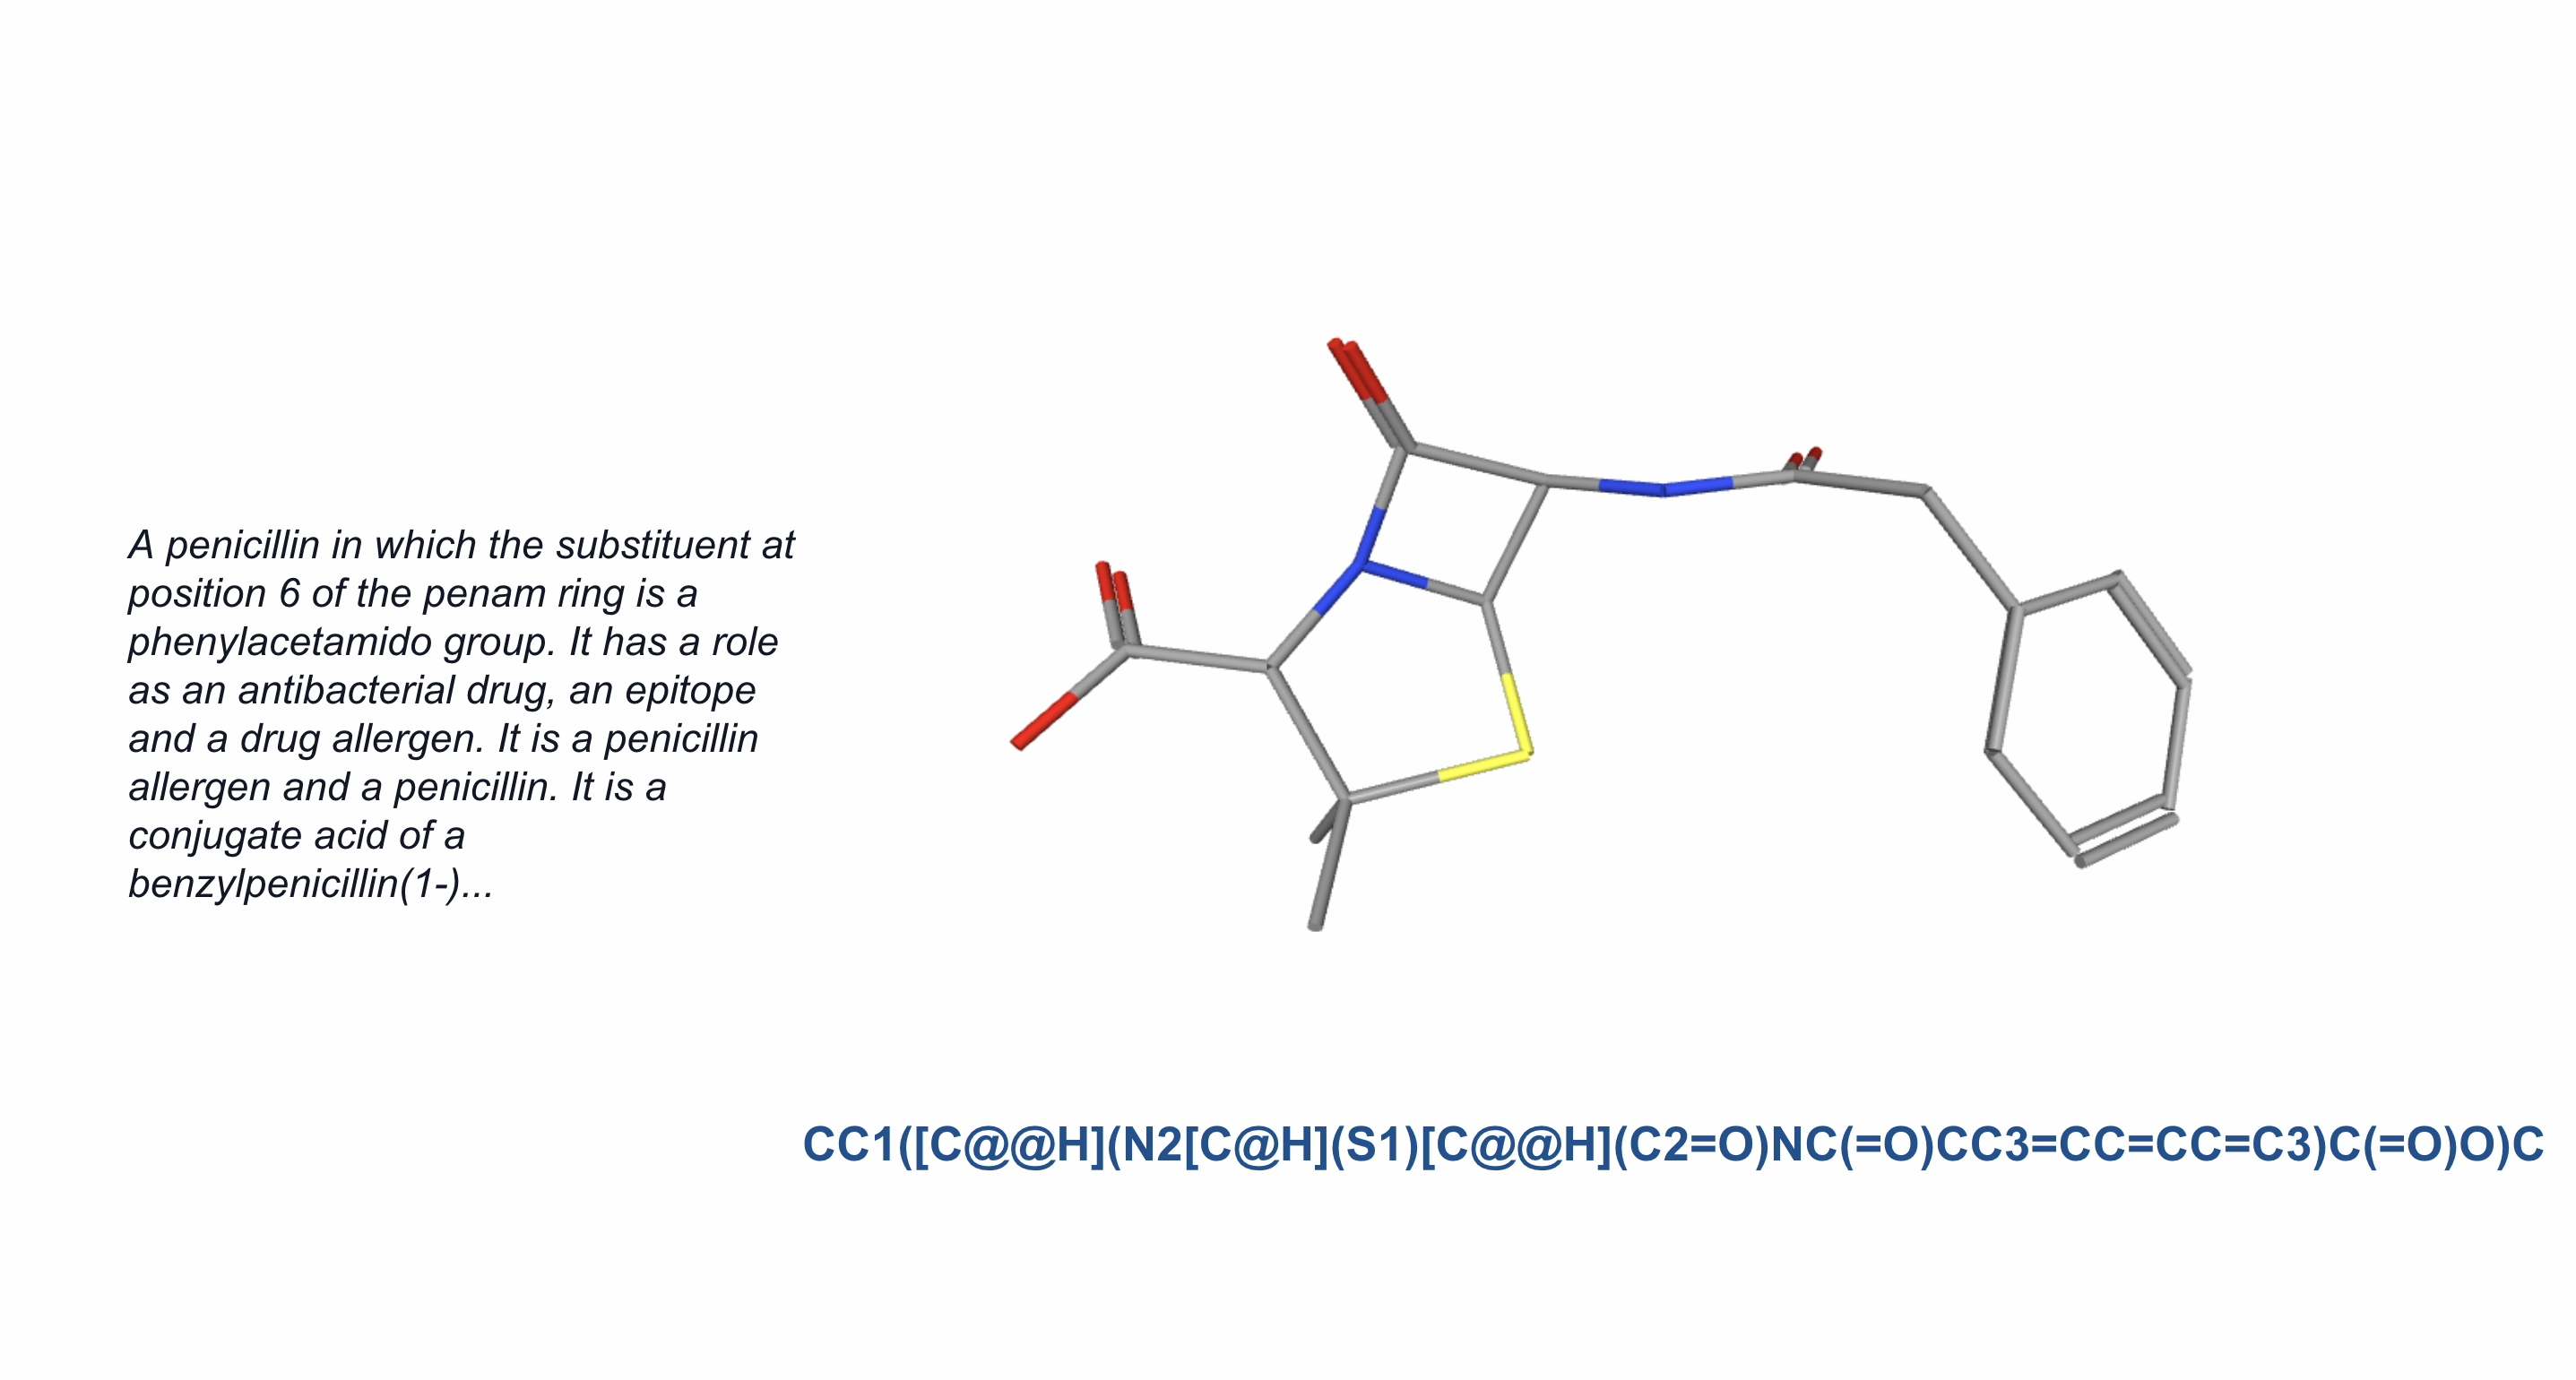 A penicillin in which the substituent at
position 6 of the penam ring is a
phenylacetamido group. It has a role
as an antibacterial drug, an epitope
and a drug allergen. It is a penicillin
allergen and a penicillin. It is a
conjugate acid of a
benzylpenicillin(1-)...
CC1([C@@H](N2[C@H](S1)[C@@H](C2=O)NC(=O)CC3=CC=CC=C3)C(=O)O)C